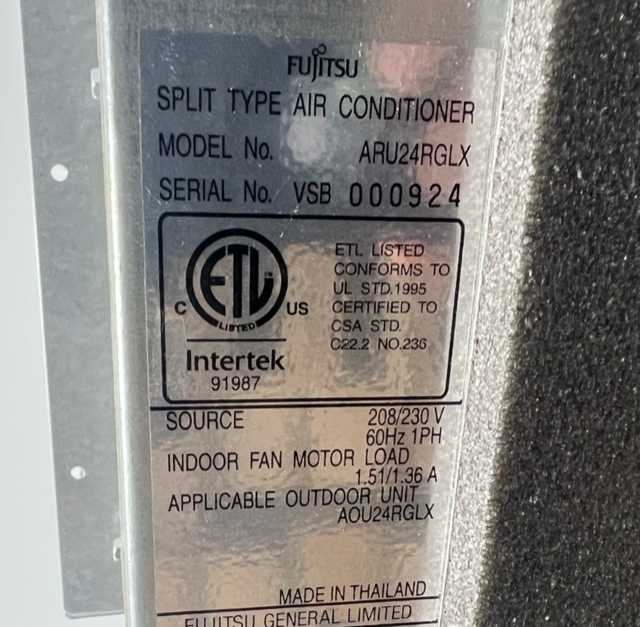 FUJITSU
SPLIT TYPE AIR CONDITIONER
MODEL No. ARU24RGLX
SERIAL No. VSB 000924
ETL LISTED
CONFORMS TO
UL STD.1995
CERTIFIED TO
CSA STD.
C22.2 NO.236
C ETL US
LISTED
Intertek
91987
SOURCE 208/230 V
60Hz 1PH
INDOOR FAN MOTOR LOAD
1.51/1.36 A
APPLICABLE OUTDOOR UNIT
AOU24RGLX
MADE IN THAILAND
FUJITSU GENERAL LIMITED